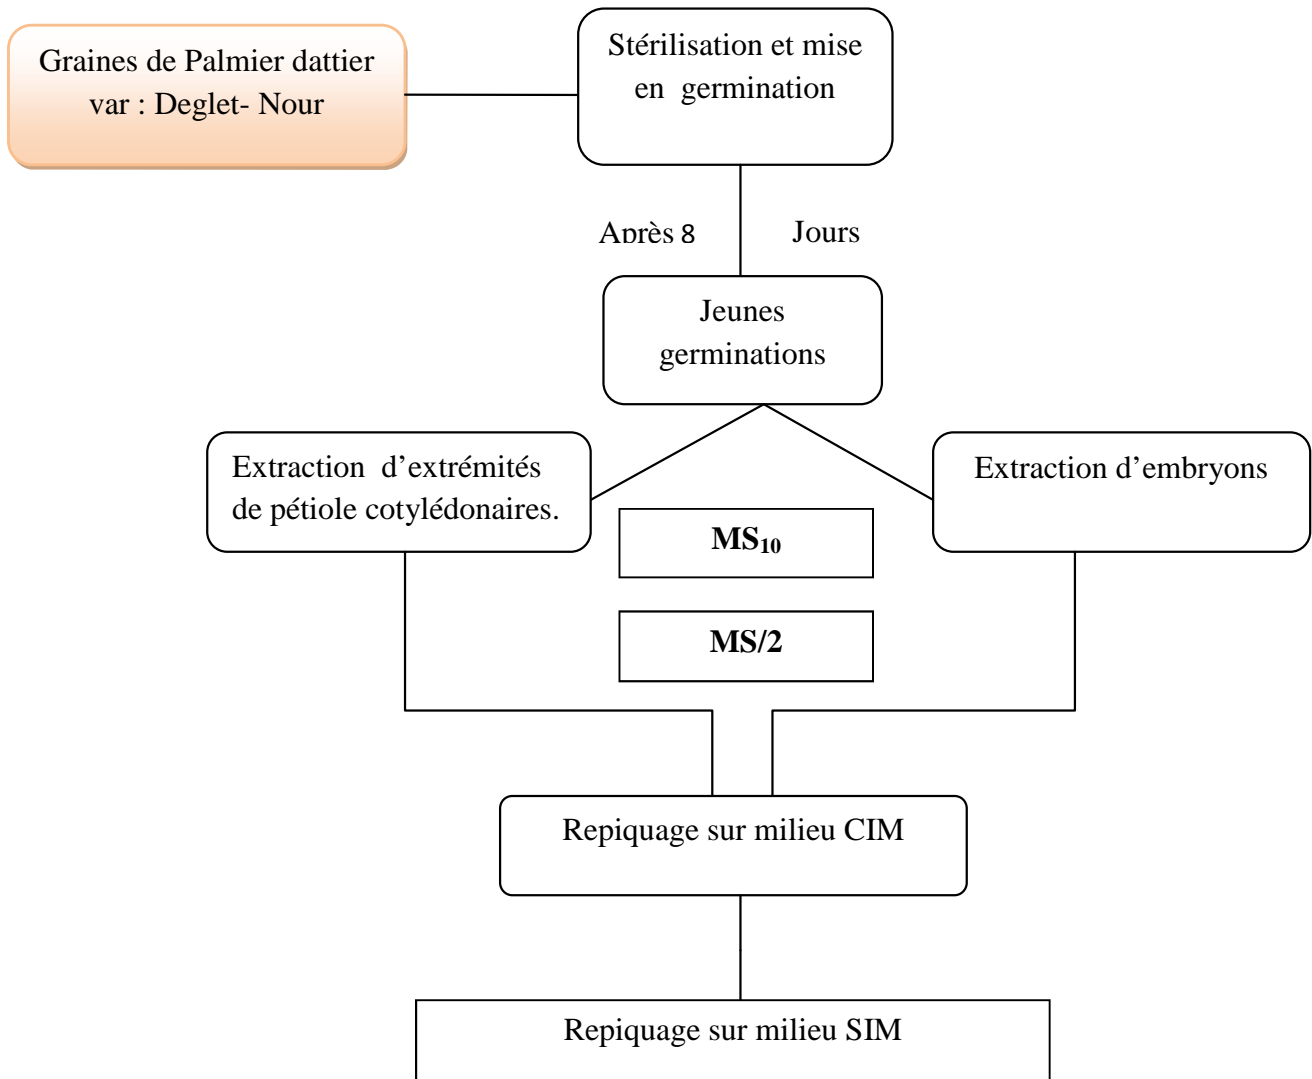 Graines de Palmier dattier
var : Deglet- Nour
Stérilisation et mise
en germination
Après 8 Jours
Jeunes
germinations
Extraction d’extrémités
de pétiole cotylédonaires.
Extraction d’embryons
MS₁₀
MS/2
Repiquage sur milieu CIM
Repiquage sur milieu SIM